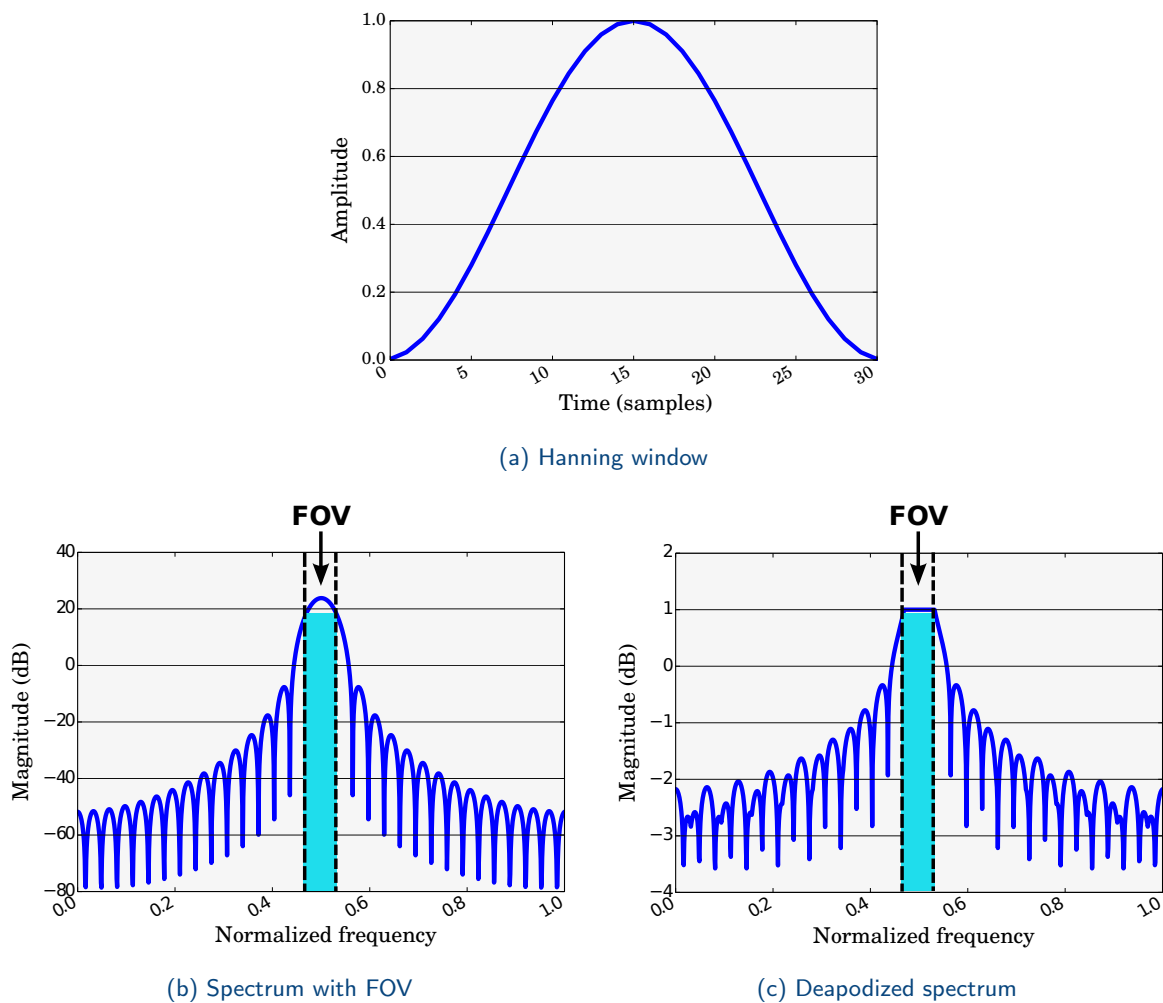 1.0
0.8
0.6
0.4
0.2
0.0
Amplitude
0 5 10 15 20 25 30
Time (samples)
(a) Hanning window
FOV
40
20
0
−20
−40
−60
−80
Magnitude (dB)
0.0 0.2 0.4 0.6 0.8 1.0
Normalized frequency
(b) Spectrum with FOV
FOV
2
1
0
−1
−2
−3
−4
Magnitude (dB)
0.0 0.2 0.4 0.6 0.8 1.0
Normalized frequency
(c) Deapodized spectrum